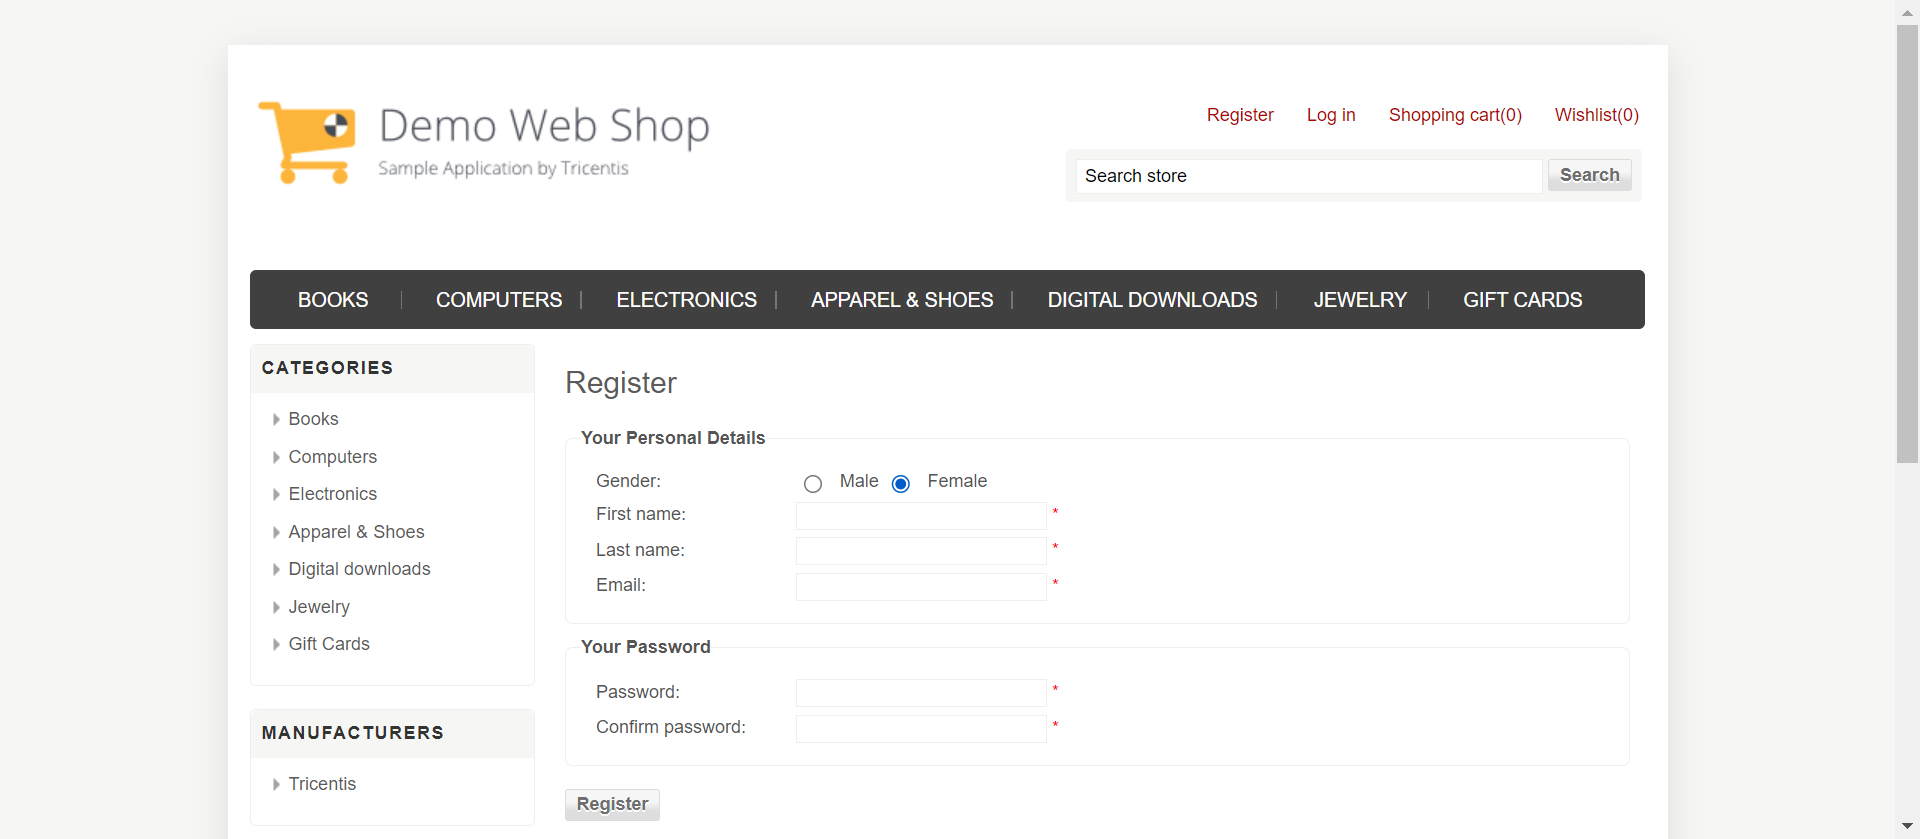 Demo Web Shop
Sample Application by Tricentis
Register Log in Shopping cart(0) Wishlist(0)
Search store Search
BOOKS COMPUTERS ELECTRONICS APPAREL & SHOES DIGITAL DOWNLOADS JEWELRY GIFT CARDS
CATEGORIES
Books
Computers
Electronics
Apparel & Shoes
Digital downloads
Jewelry
Gift Cards
MANUFACTURERS
Tricentis
Register
Your Personal Details
Gender: Male Female
First name: *
Last name: *
Email: *
Your Password
Password: *
Confirm password: *
Register